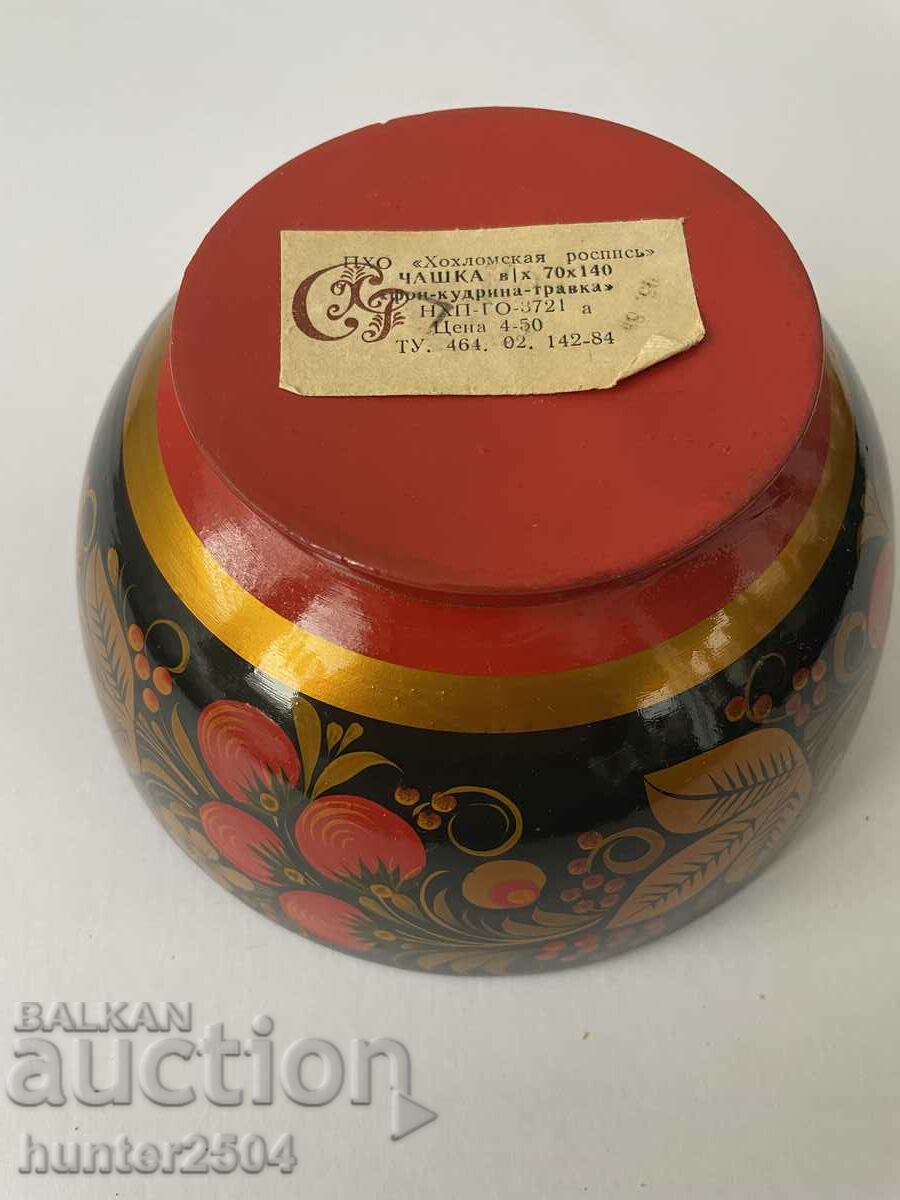 ПХО «Хохломская роспись»
ЧАШКА в|х 70х140
«фон-кудрина-травка»
НХП-ГО-3721 а
Цена 4-50
ТУ. 464. 02. 142-84
BALKAN
auction
hunter2504